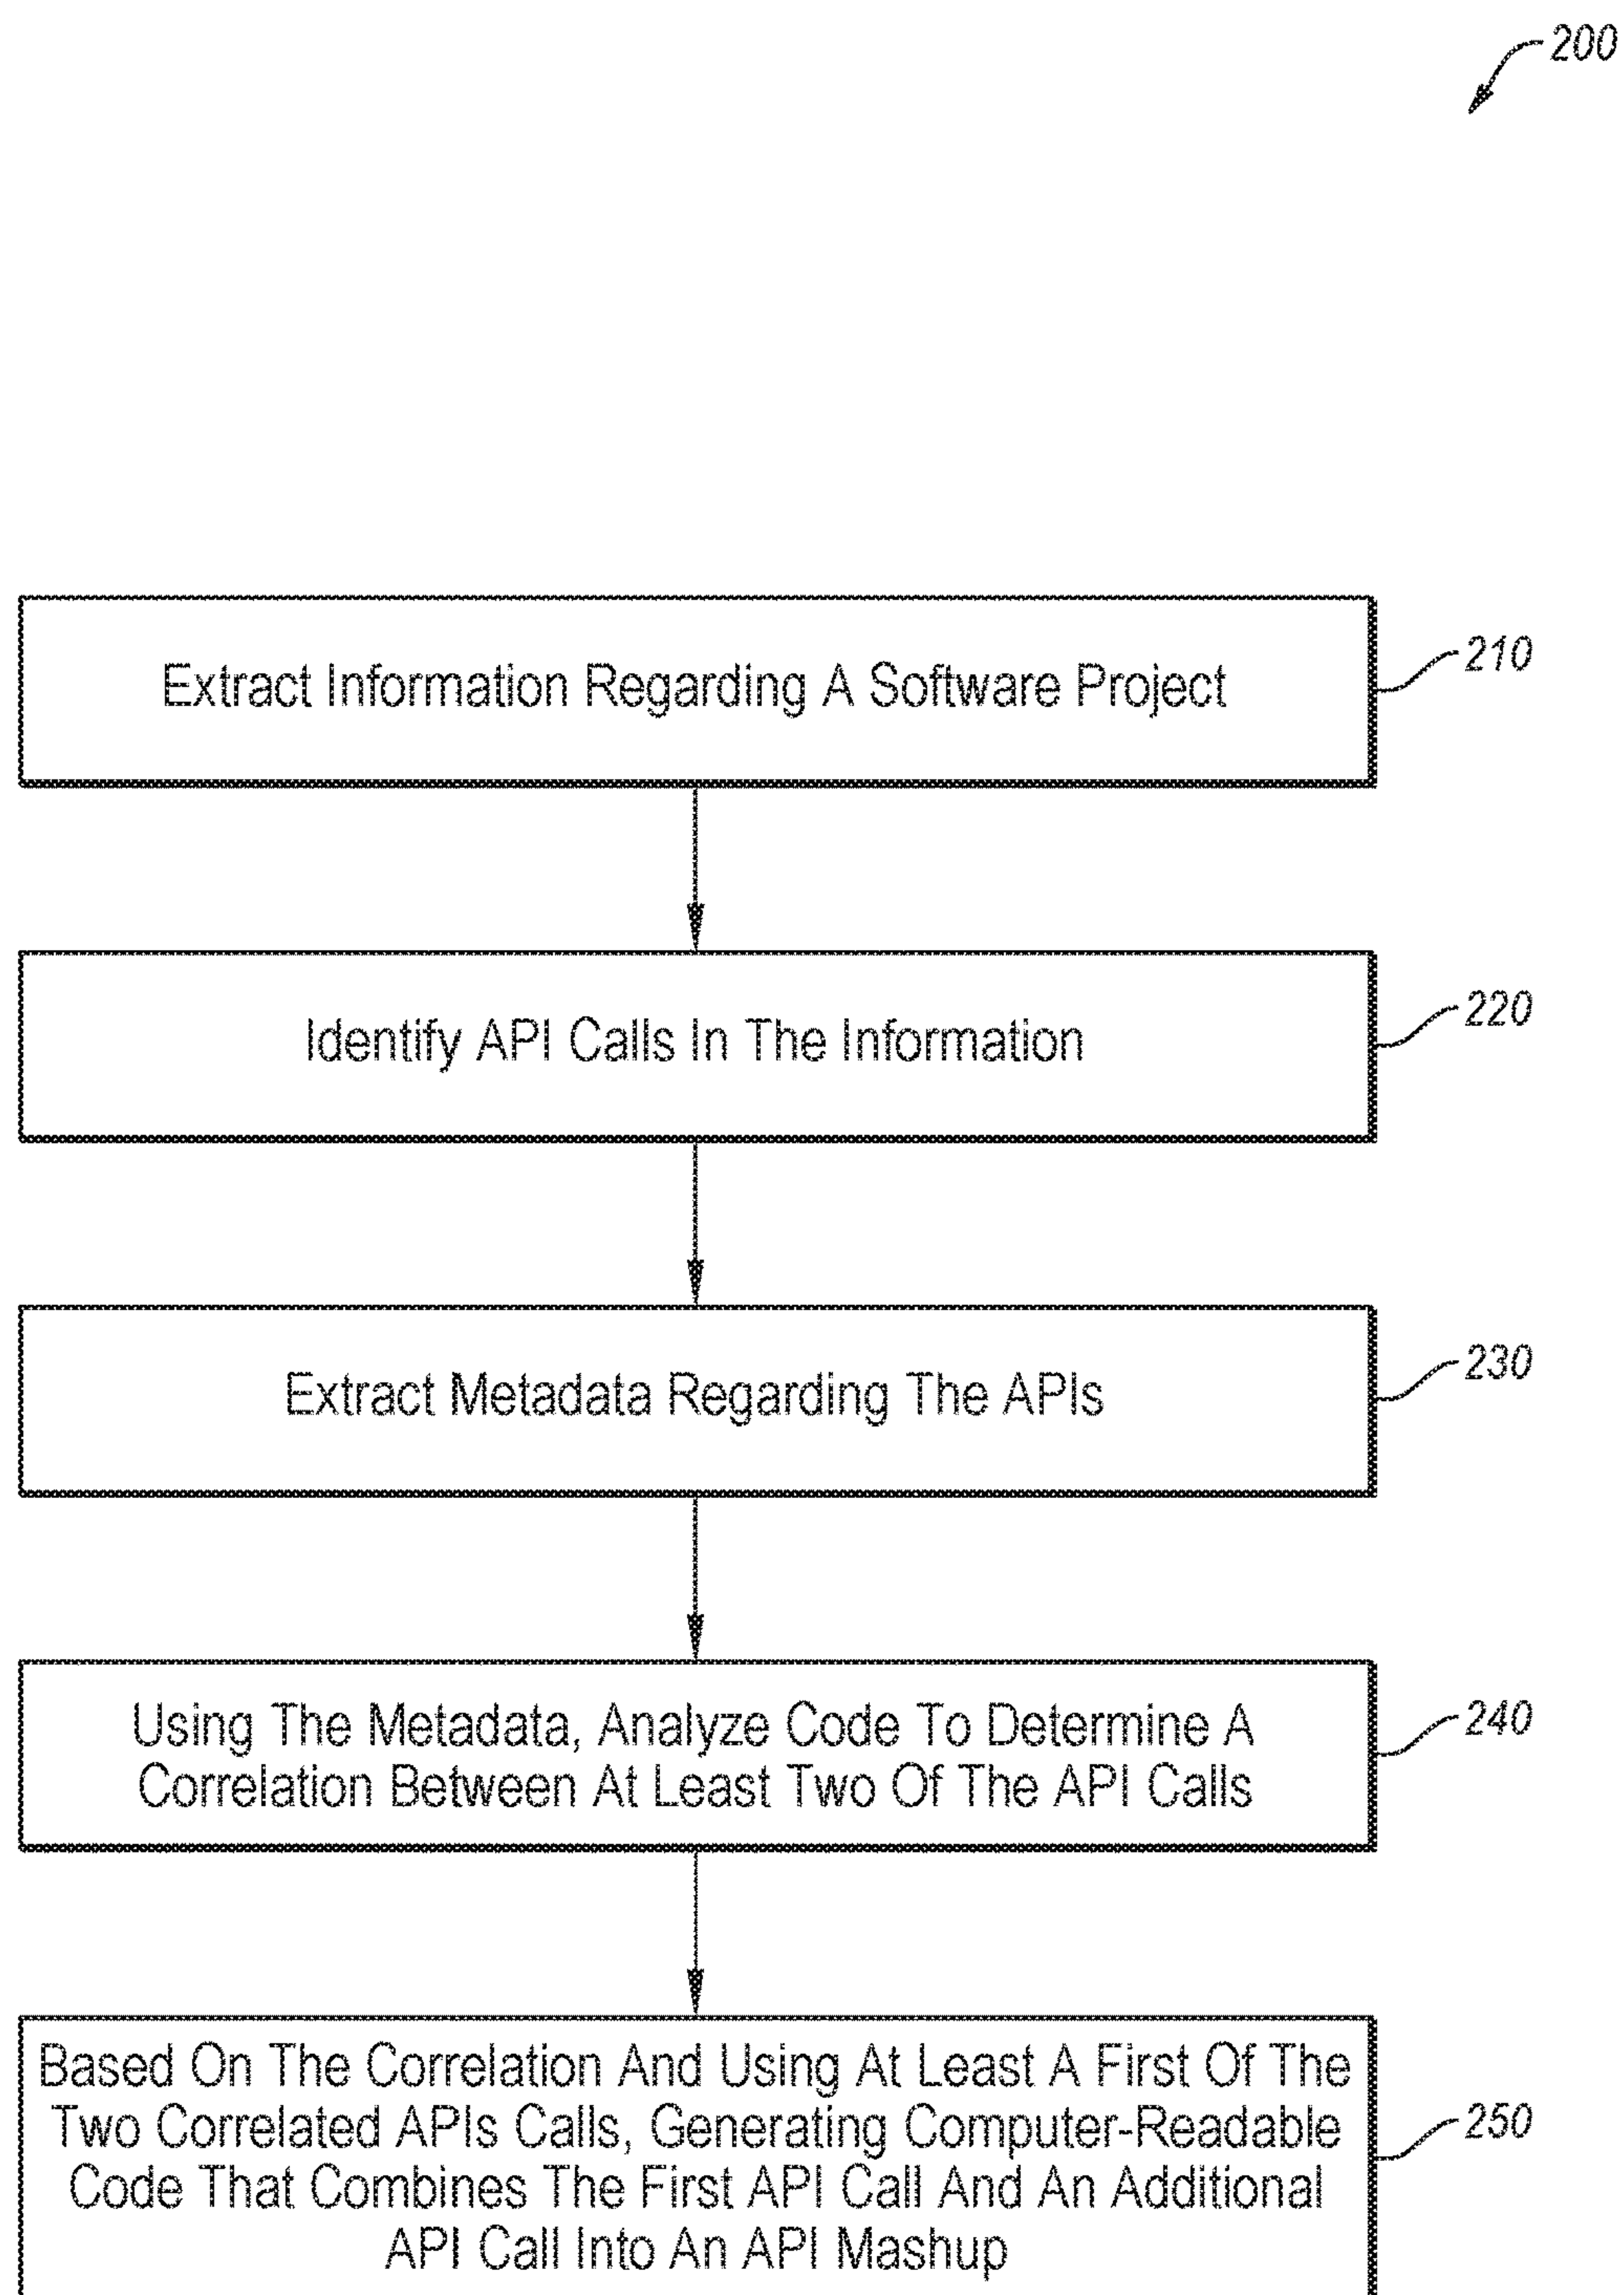 200
Extract Information Regarding A Software Project
210
Identify API Calls In The Information
220
Extract Metadata Regarding The APIs
230
Using The Metadata, Analyze Code To Determine A
Correlation Between At Least Two Of The API Calls
240
Based On The Correlation And Using At Least A First Of The
Two Correlated APIs Calls, Generating Computer-Readable
Code That Combines The First API Call And An Additional
API Call Into An API Mashup
250